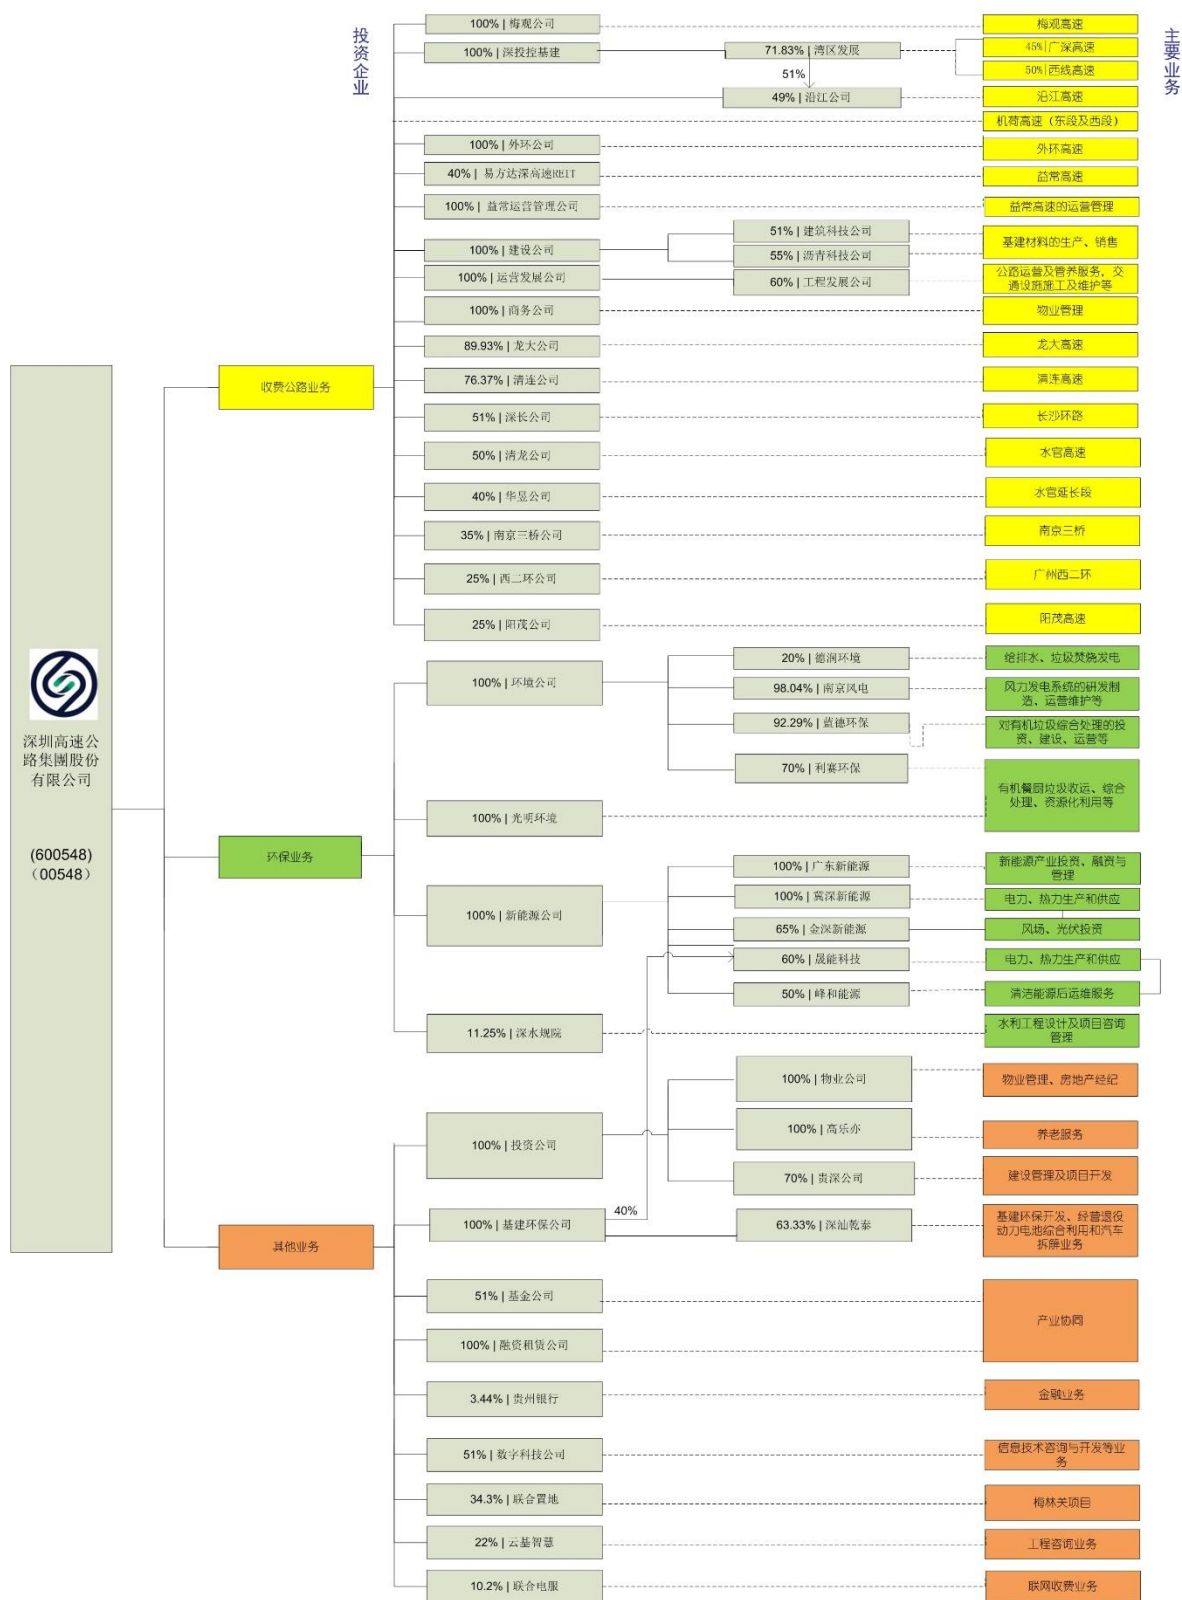 投资企业
主要业务
100% | 梅观公司
梅观高速
100% | 深投控基建
71.83% | 湾区发展
45%|广深高速
50%|西线高速
51%
49% | 沿江公司
沿江高速
机荷高速（东段及西段）
100% | 外环公司
外环高速
40% | 易方达深高速REIT
益常高速
100% | 益常运营管理公司
益常高速的运营管理
100% | 建设公司
51% | 建筑科技公司
55% | 沥青科技公司
基建材料的生产、销售
100% | 运营发展公司
60% | 工程发展公司
公路运营及管养服务、交
通设施施工及维护等
100% | 商务公司
物业管理
89.93% | 龙大公司
龙大高速
收费公路业务
76.37% | 清连公司
清连高速
51% | 深长公司
长沙环路
50% | 清龙公司
水官高速
40% | 华昱公司
水官延长段
35% | 南京三桥公司
南京三桥
25% | 西二环公司
广州西二环
25% | 阳茂公司
阳茂高速
深圳高速公
路集團股份
有限公司
(600548)
（00548）
环保业务
100% | 环境公司
20% | 德润环境
给排水、垃圾焚烧发电
98.04% | 南京风电
风力发电系统的研发制
造、运营维护等
92.29% | 蓝德环保
对有机垃圾综合处理的投
资、建设、运营等
70% | 利赛环保
有机餐厨垃圾收运、综合
处理、资源化利用等
100% | 光明环境
100% | 新能源公司
100% | 广东新能源
新能源产业投资、融资与
管理
100% | 冀深新能源
电力、热力生产和供应
65% | 金深新能源
风场、光伏投资
60% | 晟能科技
电力、热力生产和供应
50% | 峰和能源
清洁能源后运维服务
11.25% | 深水规院
水利工程设计及项目咨询
管理
其他业务
100% | 投资公司
100% | 物业公司
物业管理、房地产经纪
100% | 高乐亦
养老服务
70% | 贵深公司
建设管理及项目开发
100% | 基建环保公司
40%
63.33% | 深汕乾泰
基建环保开发、经营退役
动力电池综合利用和汽车
拆解业务
51% | 基金公司
产业协同
100% | 融资租赁公司
3.44% | 贵州银行
金融业务
51% | 数字科技公司
信息技术咨询与开发等业
务
34.3% | 联合置地
梅林关项目
22% | 云基智慧
工程咨询业务
10.2% | 联合电服
联网收费业务